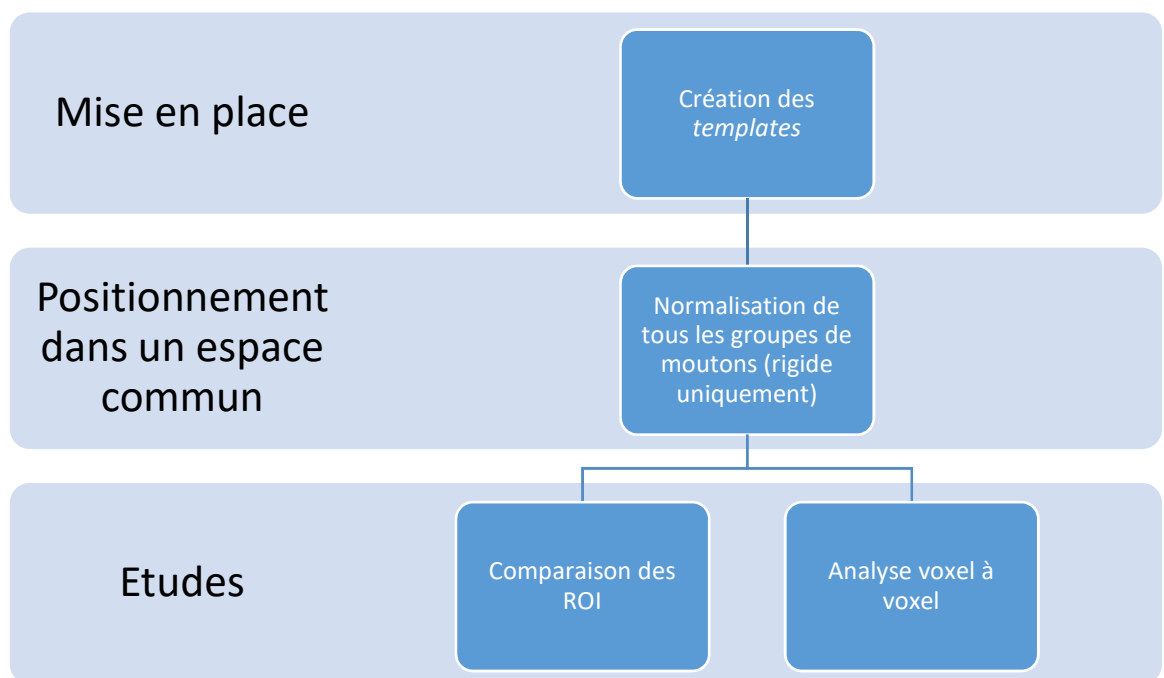 Mise en place
Création des
templates
Positionnement
dans un espace
commun
Normalisation de
tous les groupes de
moutons (rigide
uniquement)
Etudes
Comparaison des
ROI
Analyse voxel à
voxel